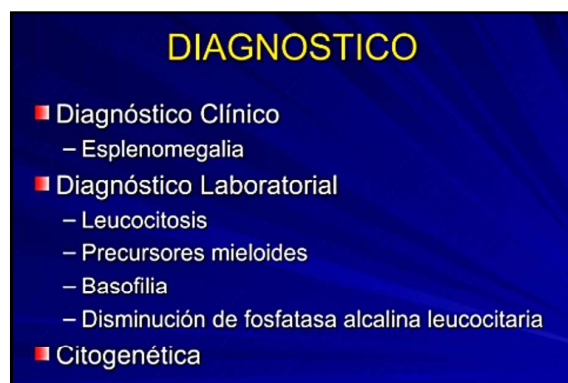 DIAGNOSTICO
Diagnóstico Clínico
– Esplenomegalia
Diagnóstico Laboratorial
– Leucocitosis
– Precursores mieloides
– Basofilia
– Disminución de fosfatasa alcalina leucocitaria
Citogenética